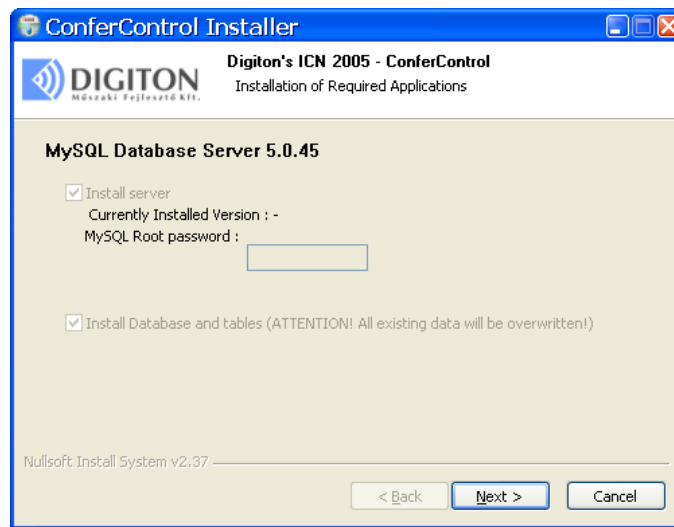 ConferControl Installer
DIGITON
Műszaki Fejlesztő Kft.
Digiton's ICN 2005 - ConferControl
Installation of Required Applications
MySQL Database Server 5.0.45
Install server
Currently Installed Version : -
MySQL Root password :
Install Database and tables (ATTENTION! All existing data will be overwritten!)
Nullsoft Install System v2.37
< Back Next > Cancel